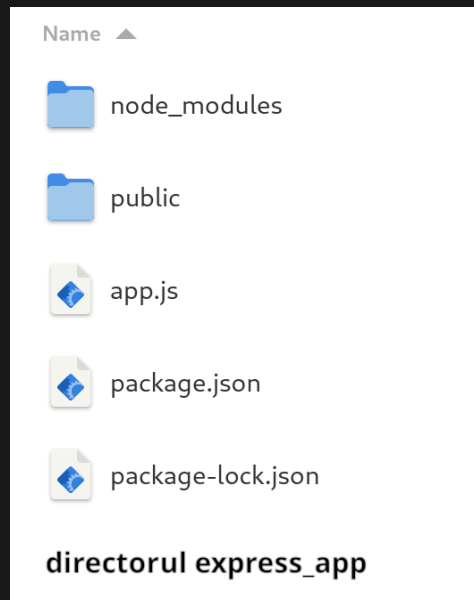 Name
node_modules
public
app.js
package.json
package-lock.json
directorul express_app